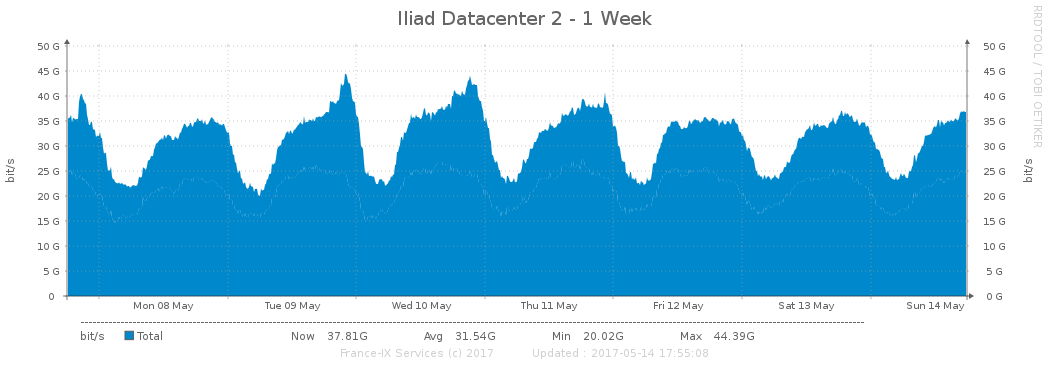 Iliad Datacenter 2 - 1 Week
RRDTOOL / TOBI OETIKER
50 G 50 G
45 G 45 G
40 G 40 G
35 G 35 G
30 G 30 G
25 G 25 G
20 G 20 G
15 G 15 G
10 G 10 G
5 G 5 G
0 0 G
bit/s bit/s
Mon 08 May Tue 09 May Wed 10 May Thu 11 May Fri 12 May Sat 13 May Sun 14 May
bit/s Total Now 37.81G Avg 31.54G Min 20.02G Max 44.39G
France-IX Services (c) 2017 Updated : 2017-05-14 17:55:08